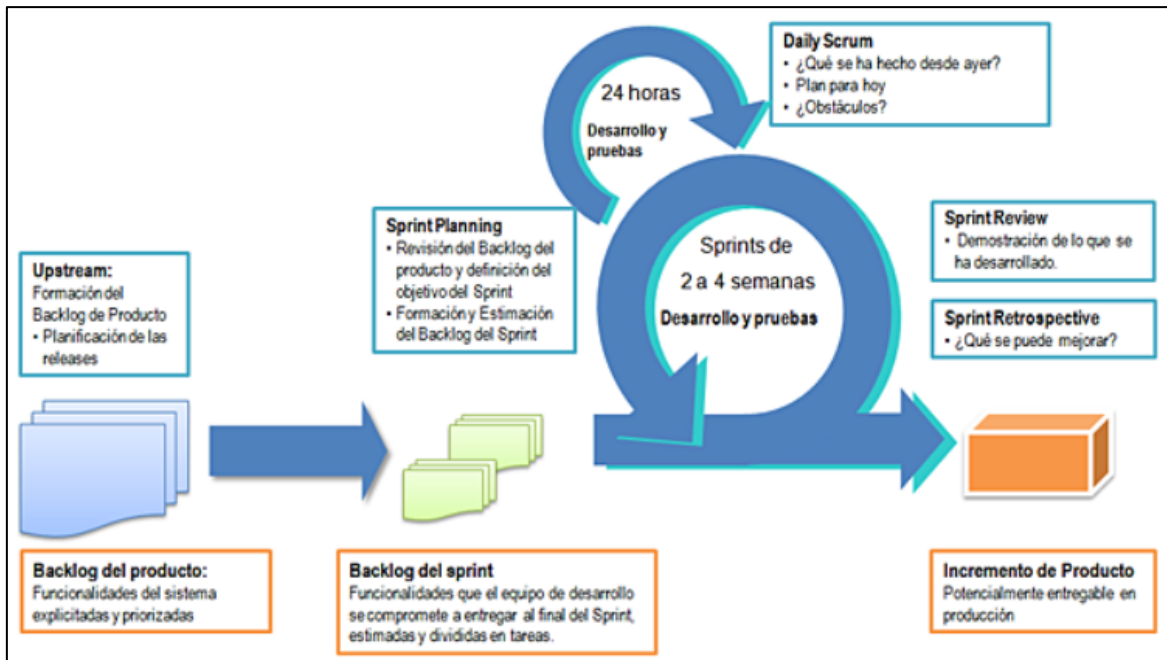 Daily Scrum
• ¿Qué se ha hecho desde ayer?
• Plan para hoy
• ¿Obstáculos?
24 horas
Desarrollo y
pruebas
Sprint Planning
• Revisión del Backlog del
producto y definición del
objetivo del Sprint
• Formación y Estimación
del Backlog del Sprint
Sprints de
2 a 4 semanas
Desarrollo y pruebas
Sprint Review
• Demostración de lo que se
ha desarrollado.
Sprint Retrospective
• ¿Qué se puede mejorar?
Upstream:
Formación del
Backlog de Producto
• Planificación de las
releases
Backlog del producto:
Funcionalidades del sistema
explicitadas y priorizadas
Backlog del sprint
Funcionalidades que el equipo de desarrollo
se compromete a entregar al final del Sprint,
estimadas y divididas en tareas.
Incremento de Producto
Potencialmente entregable en
producción